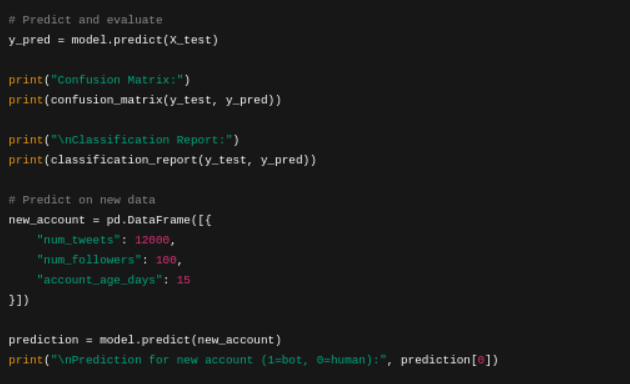 # Predict and evaluate
y_pred = model.predict(X_test)
print("Confusion Matrix:")
print(confusion_matrix(y_test, y_pred))
print("\nClassification Report:")
print(classification_report(y_test, y_pred))
# Predict on new data
new_account = pd.DataFrame([{
    "num_tweets": 12000,
    "num_followers": 100,
    "account_age_days": 15
}])
prediction = model.predict(new_account)
print("\nPrediction for new account (1=bot, 0=human):", prediction[0])